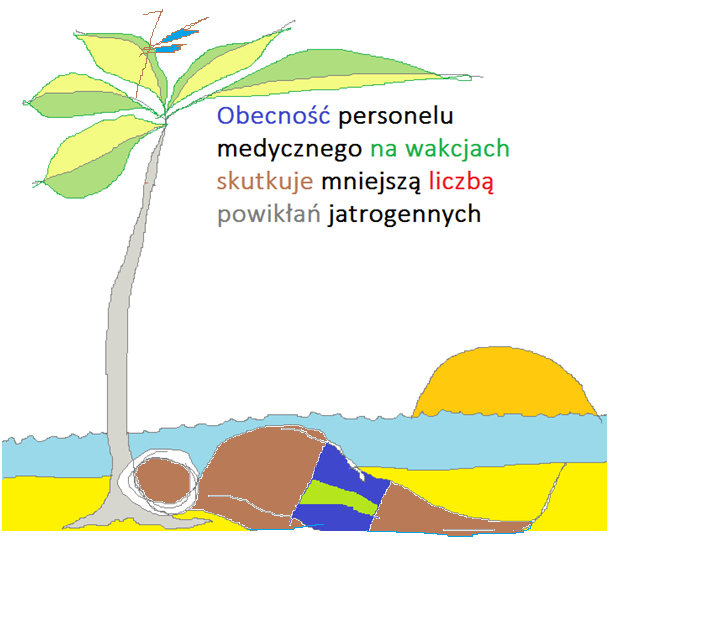 Obecność personelu
medycznego na wakcjach
skutkuje mniejszą liczbą
powikłań jatrogennych